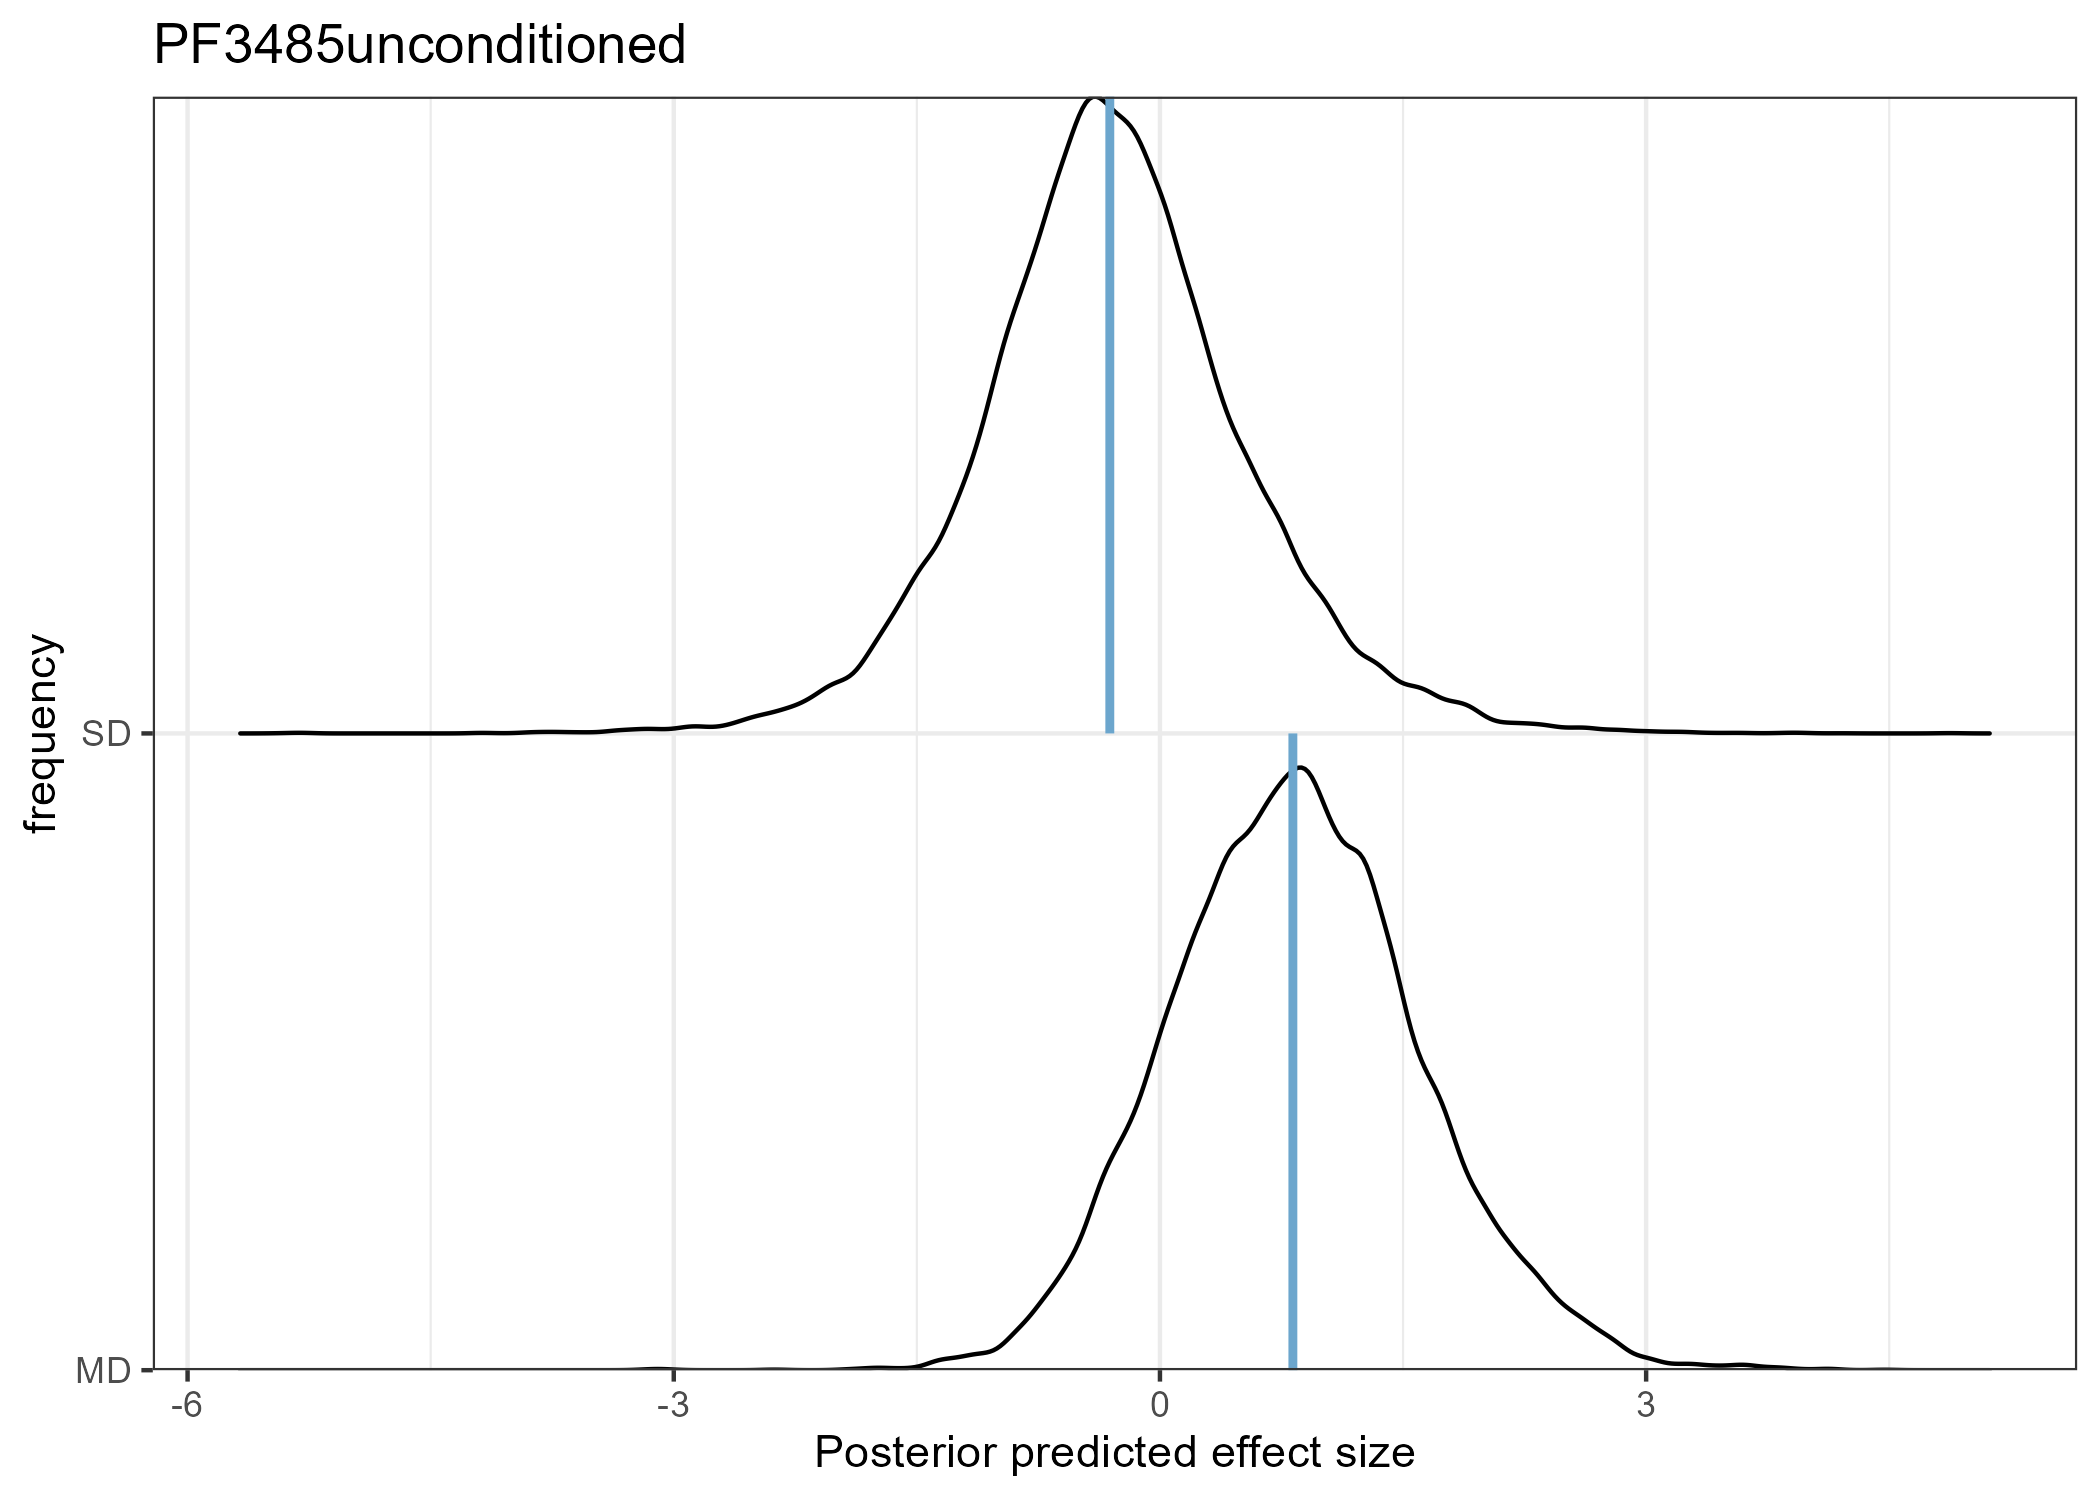 PF3485unconditioned
frequency
SD
MD
-6
-3
0
3
Posterior predicted effect size